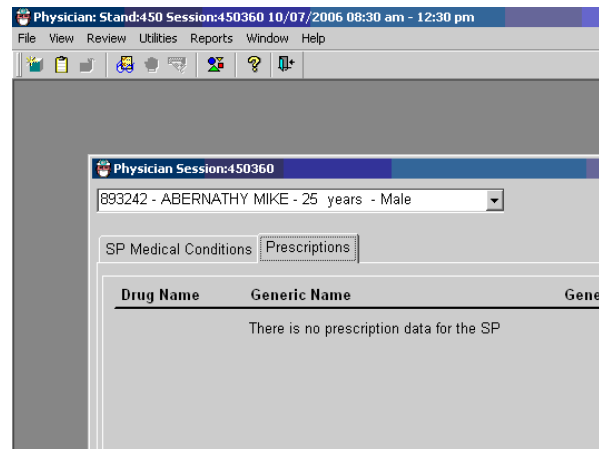 Physician: Stand:450 Session:450360 10/07/2006 08:30 am - 12:30 pm
File View Review Utilities Reports Window Help
Physician Session:450360
893242 - ABERNATHY MIKE - 25 years - Male
SP Medical Conditions Prescriptions
Drug Name Generic Name Gene
There is no prescription data for the SP